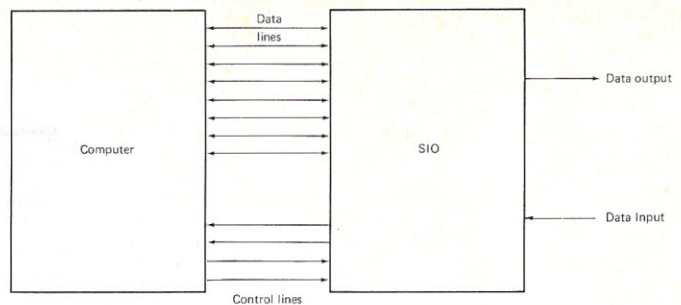 Data
lines
Data output
Computer
SIO
Data Input
Control lines